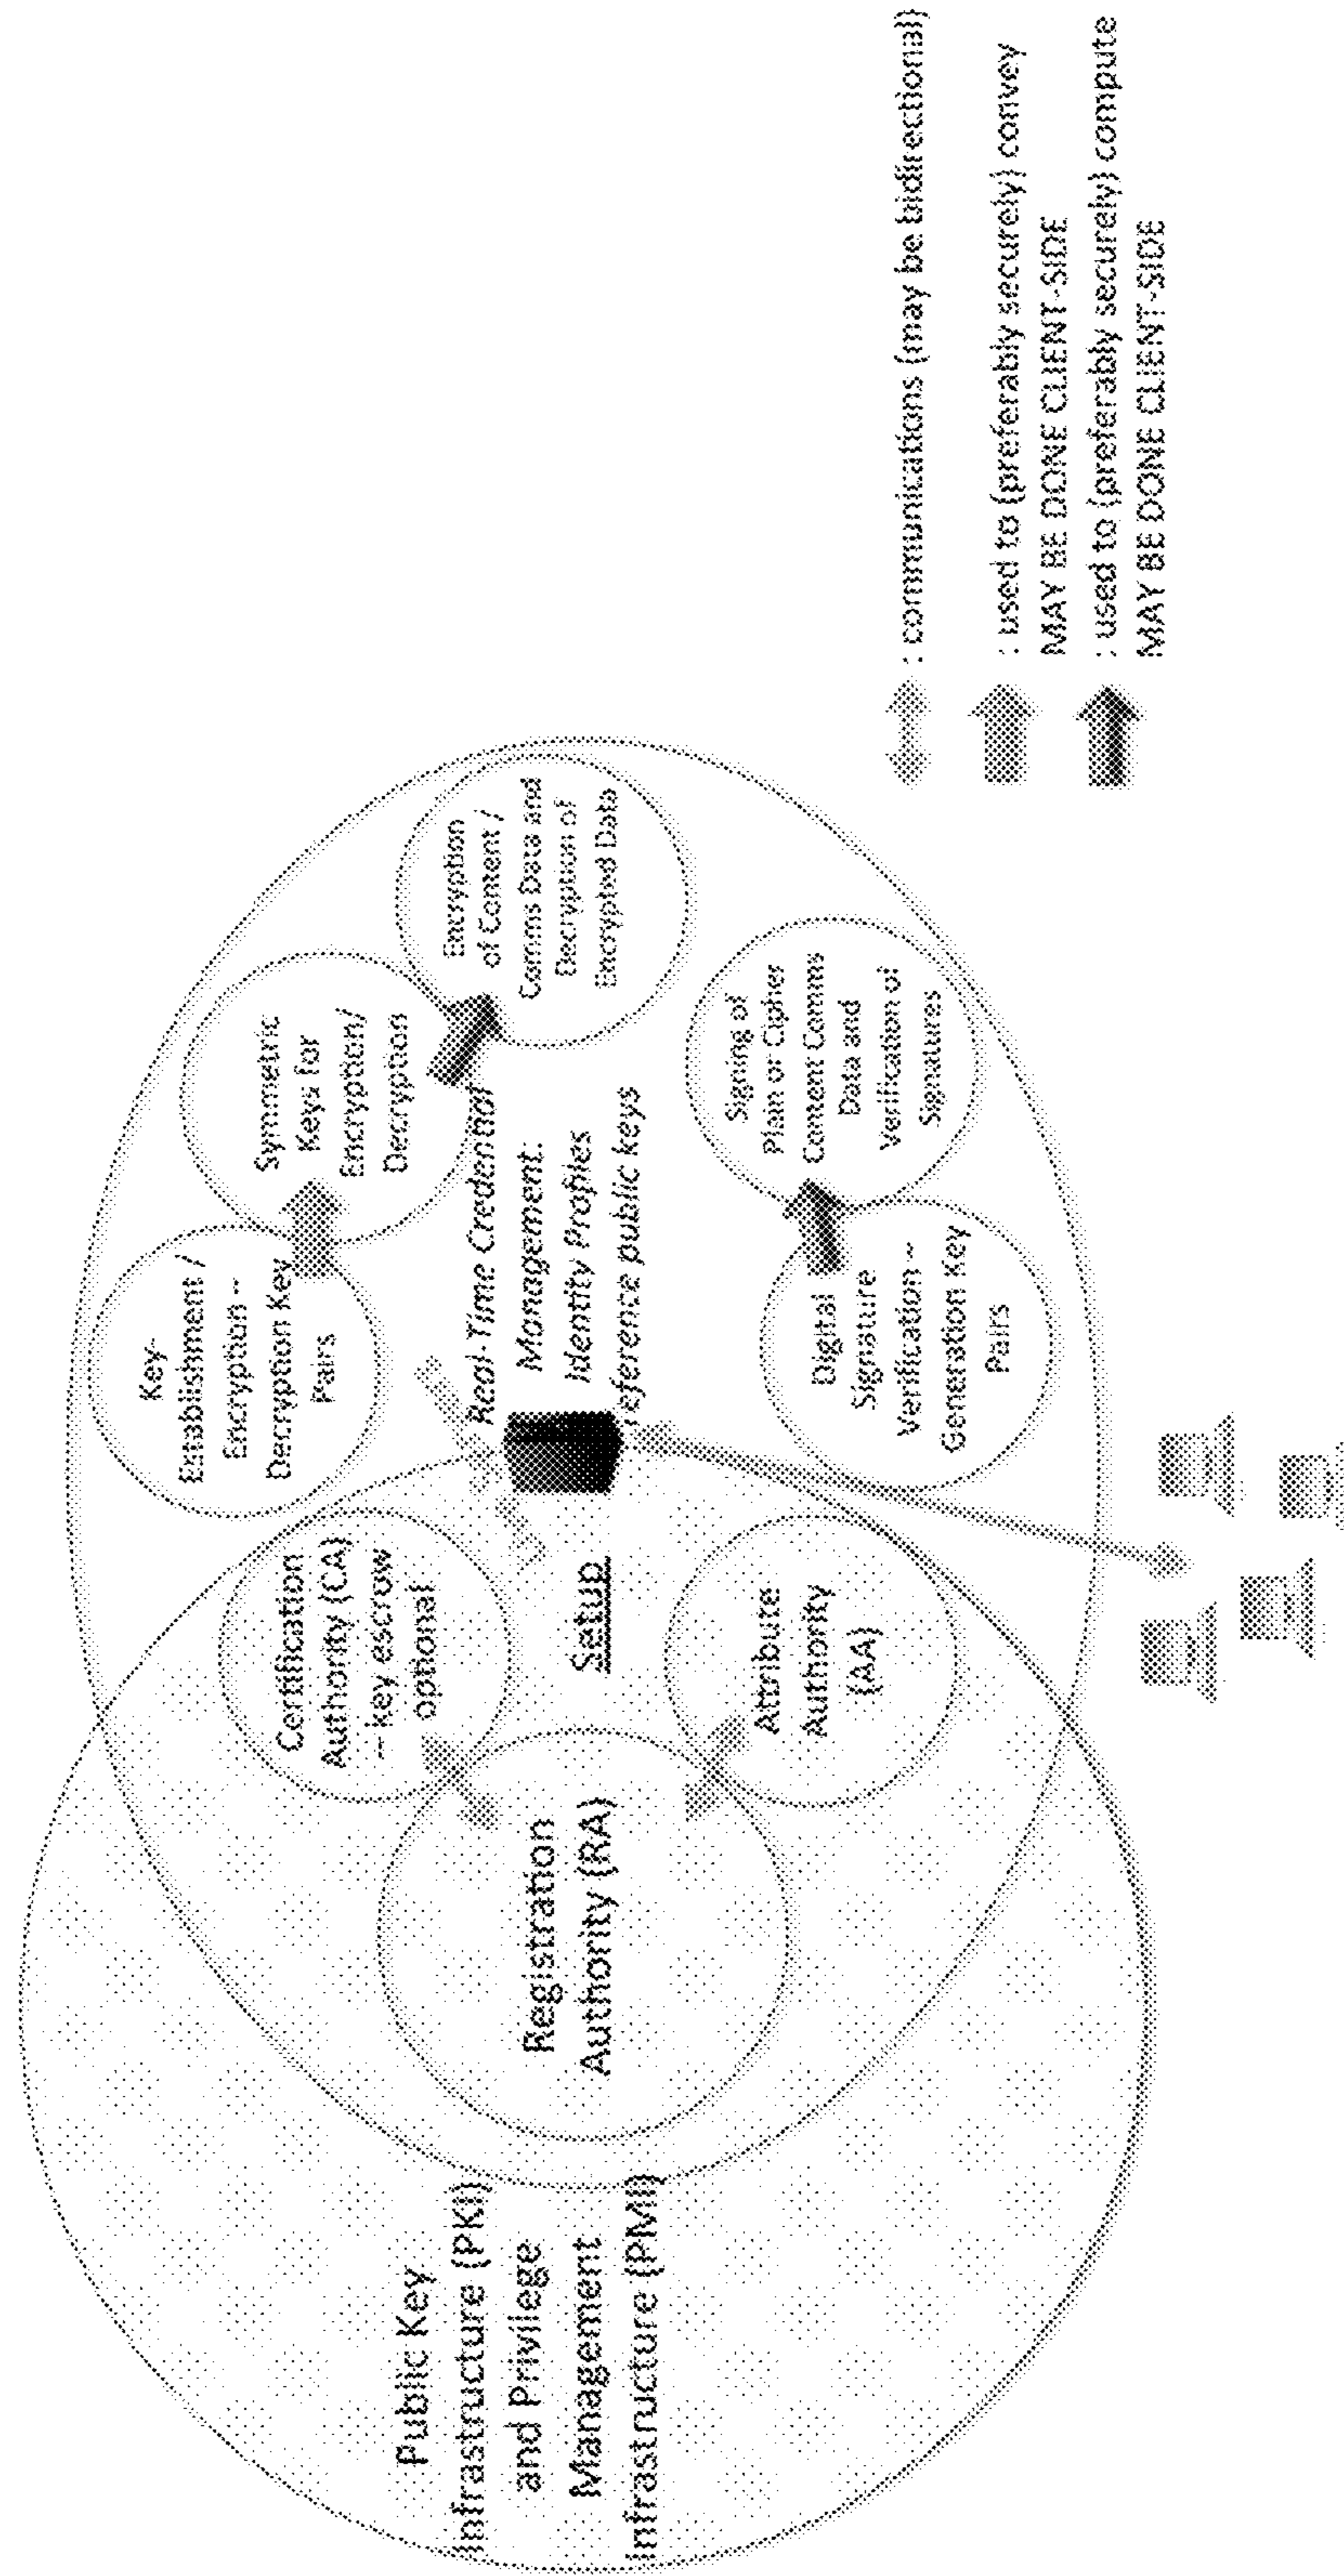 Public Key
Infrastructure (PKI)
and Privilege
Management
Infrastructure (PMI)
Registration
Authority (RA)
Certification
Authority (CA)
-- key escrow
optional
Setup
Attribute
Authority
(AA)
Key-
Establishment /
Encryption --
Decryption Key
Pairs
Symmetric
Keys for
Encryption/
Decryption
Encryption
of Content /
Comms Data and
Decryption of
Encrypted Data
Real-Time Credential
Management:
Identity Profiles
reference public keys
Digital
Signature
Verification --
Generation Key
Pairs
Signing of
Plain or Cipher
Content Comms
Data and
Verification of
Signatures
: communications (may be bidirectional)
: used to (preferably securely) convey
MAY BE DONE CLIENT-SIDE
: used to (preferably securely) compute
MAY BE DONE CLIENT-SIDE